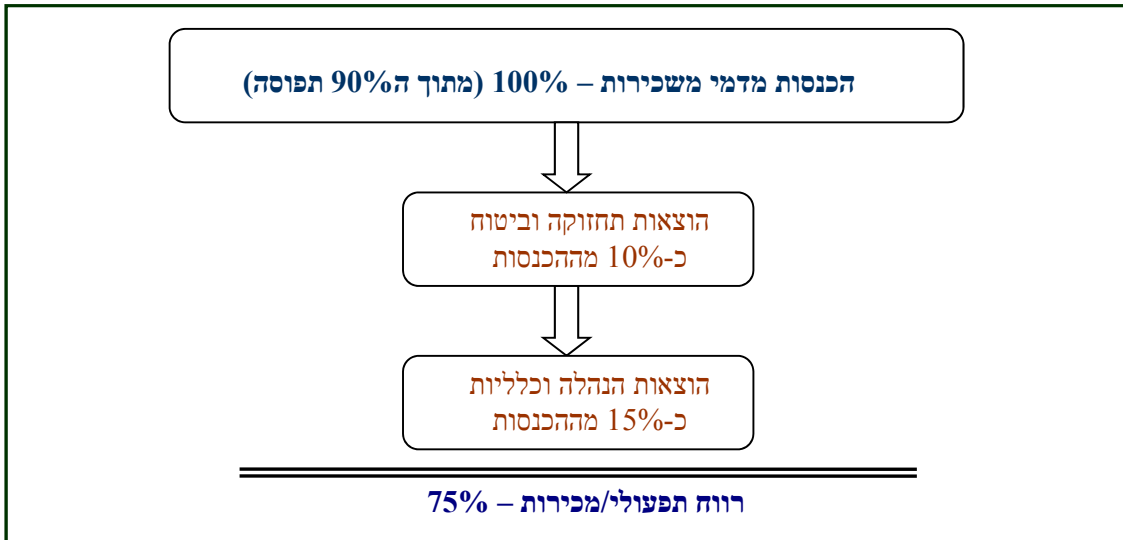 הכנסות מדמי משכירות – 100% (מתוך ה90% תפוסה)
הוצאות תחזוקה וביטוח
כ-10% מההכנסות
הוצאות הנהלה וכלליות
כ-15% מההכנסות
רווח תפעולי/מכירות – 75%